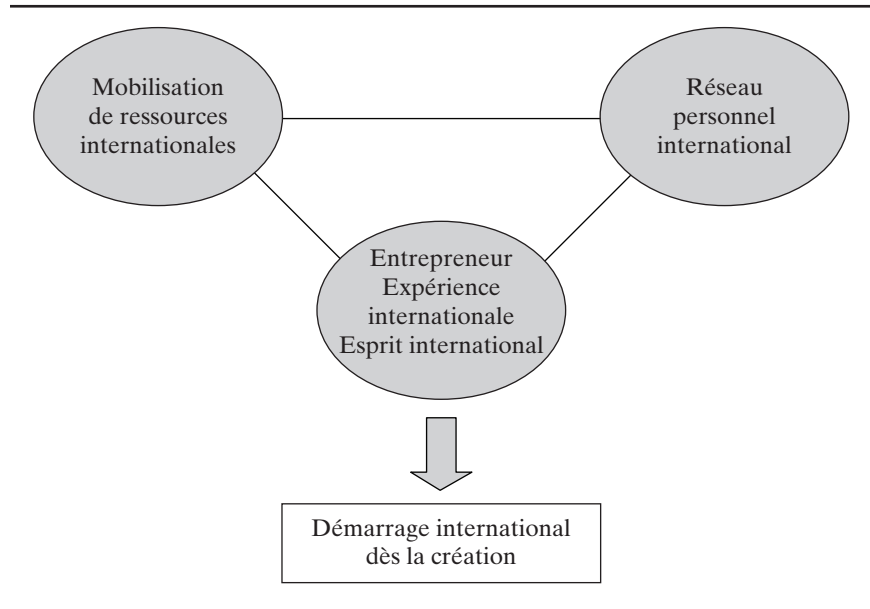 Mobilisation
de ressources
internationales
Réseau
personnel
international
Entrepreneur
Expérience
internationale
Esprit international
Démarrage international
dès la création